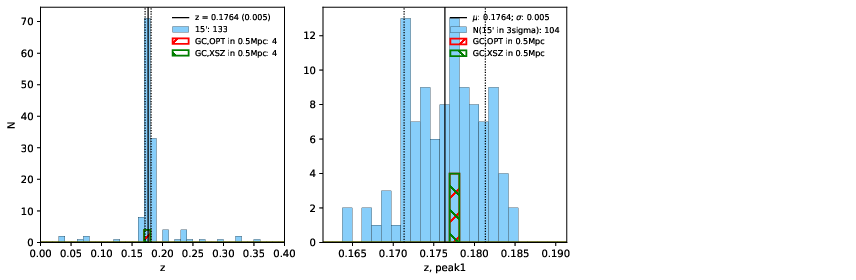 z = 0.1764 (0.005)
15': 133
GC,OPT in 0.5Mpc: 4
GC,XSZ in 0.5Mpc: 4
N
70
60
50
40
30
20
10
0
0.00 0.05 0.10 0.15 0.20 0.25 0.30 0.35 0.40
z
μ: 0.1764; σ: 0.005
N(15' in 3sigma): 104
GC,OPT in 0.5Mpc
GC,XSZ in 0.5Mpc
12
10
8
6
4
2
0
0.165 0.170 0.175 0.180 0.185 0.190
z, peak1